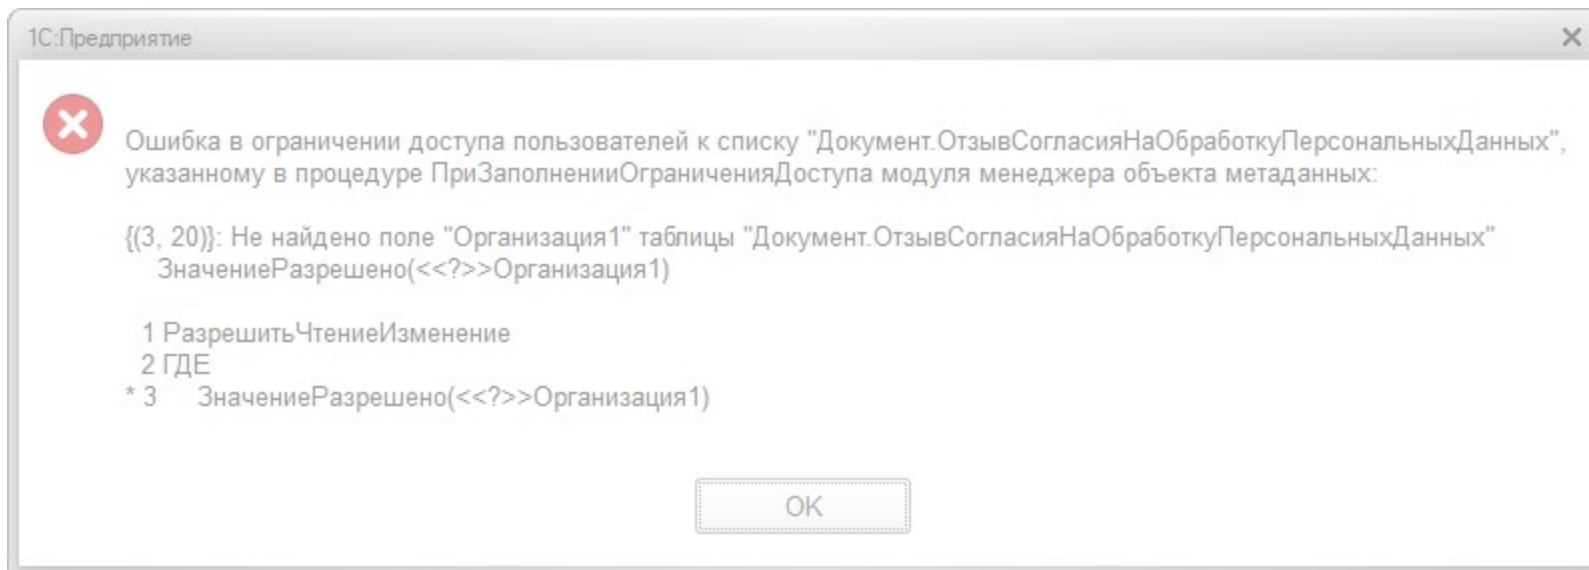 1С:Предприятие
Ошибка в ограничении доступа пользователей к списку "Документ.ОтзывСогласияНаОбработкуПерсональныхДанных",
указанному в процедуре ПриЗаполненииОграниченияДоступа модуля менеджера объекта метаданных:
{(3, 20)}: Не найдено поле "Организация1" таблицы "Документ.ОтзывСогласияНаОбработкуПерсональныхДанных"
ЗначениеРазрешено(<<?>>Организация1)
1 РазрешитьЧтениеИзменение
2 ГДЕ
* 3 ЗначениеРазрешено(<<?>>Организация1)
OK